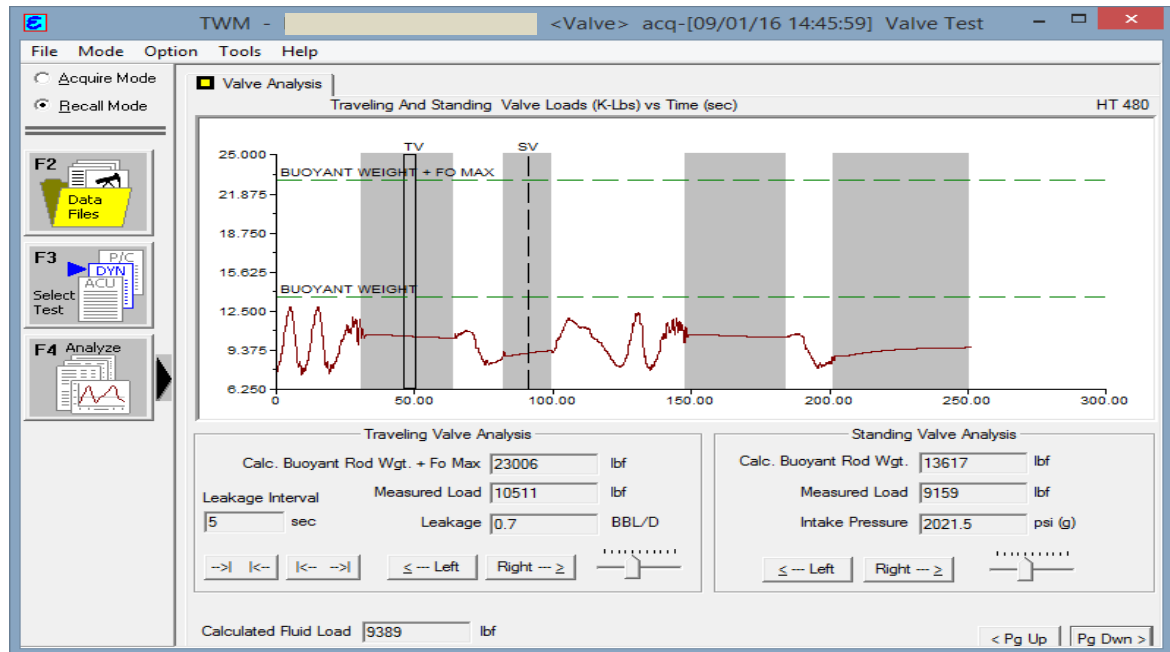 TWM - <Valve> acq-[09/01/16 14:45:59] Valve Test
File Mode Option Tools Help
Acquire Mode
Recall Mode
F2
Data
Files
F3
P/C
DYN
ACU
Select
Test
F4 Analyze
Valve Analysis
Traveling And Standing Valve Loads (K-Lbs) vs Time (sec)
HT 480
TV
SV
25.000
BUOYANT WEIGHT + FO MAX
21.875
18.750
15.625
BUOYANT WEIGHT
12.500
9.375
6.250
0 50.00 100.00 150.00 200.00 250.00 300.00
Traveling Valve Analysis
Calc. Buoyant Rod Wgt. + Fo Max 23006 lbf
Leakage Interval
Measured Load 10511 lbf
5 sec
Leakage 0.7 BBL/D
-->| |<-- |<-- -->| < --- Left Right --- >
Standing Valve Analysis
Calc. Buoyant Rod Wgt. 13617 lbf
Measured Load 9159 lbf
Intake Pressure 2021.5 psi (g)
< --- Left Right --- >
Calculated Fluid Load 9389 lbf
< Pg Up Pg Dwn >